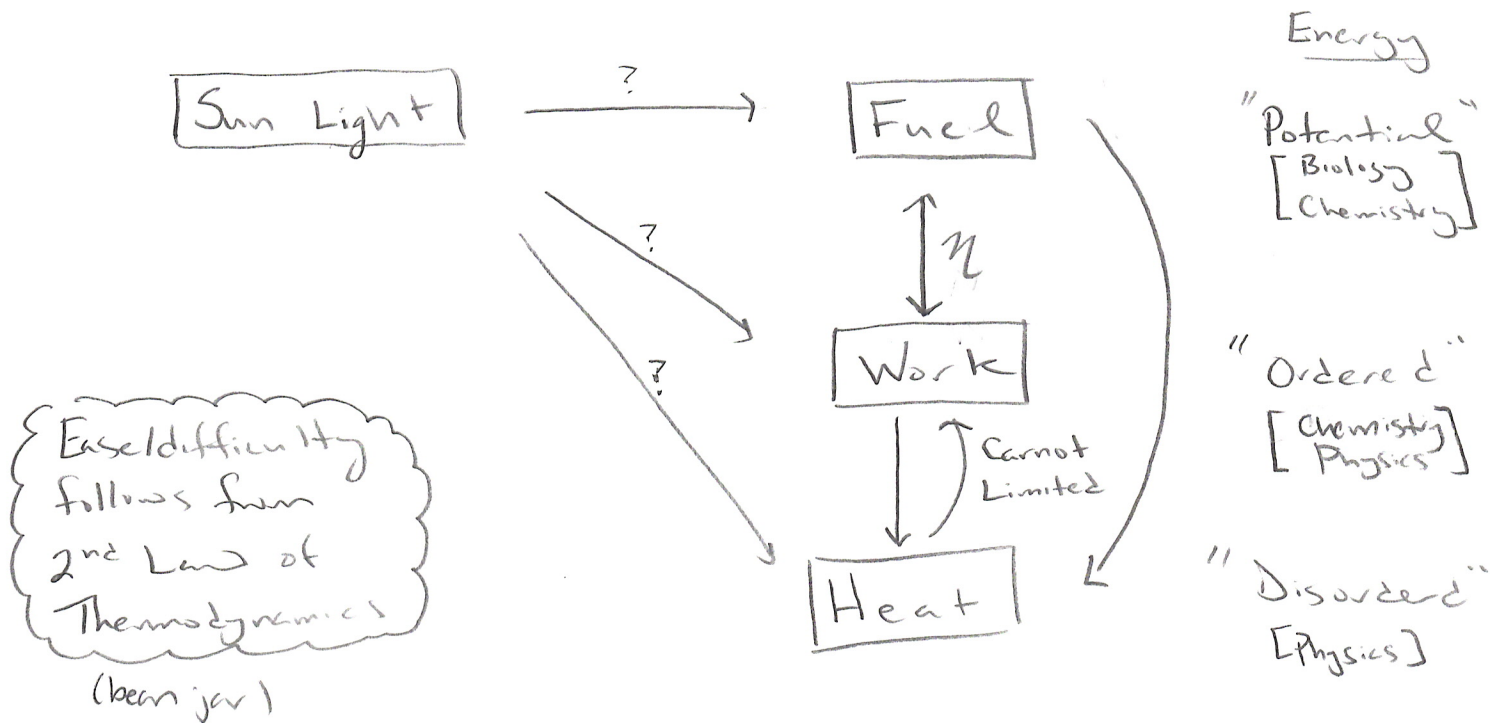 Energy
Sun Light
?
Fuel
"Potential"
[Biology
Chemistry]
?
η
?
Work
"Ordered"
[Chemistry
Physics]
Carnot
Limited
Ease/difficulty
follows from
2nd Law of
Thermodynamics
(bean jar)
Heat
"Disorderd"
[Physics]